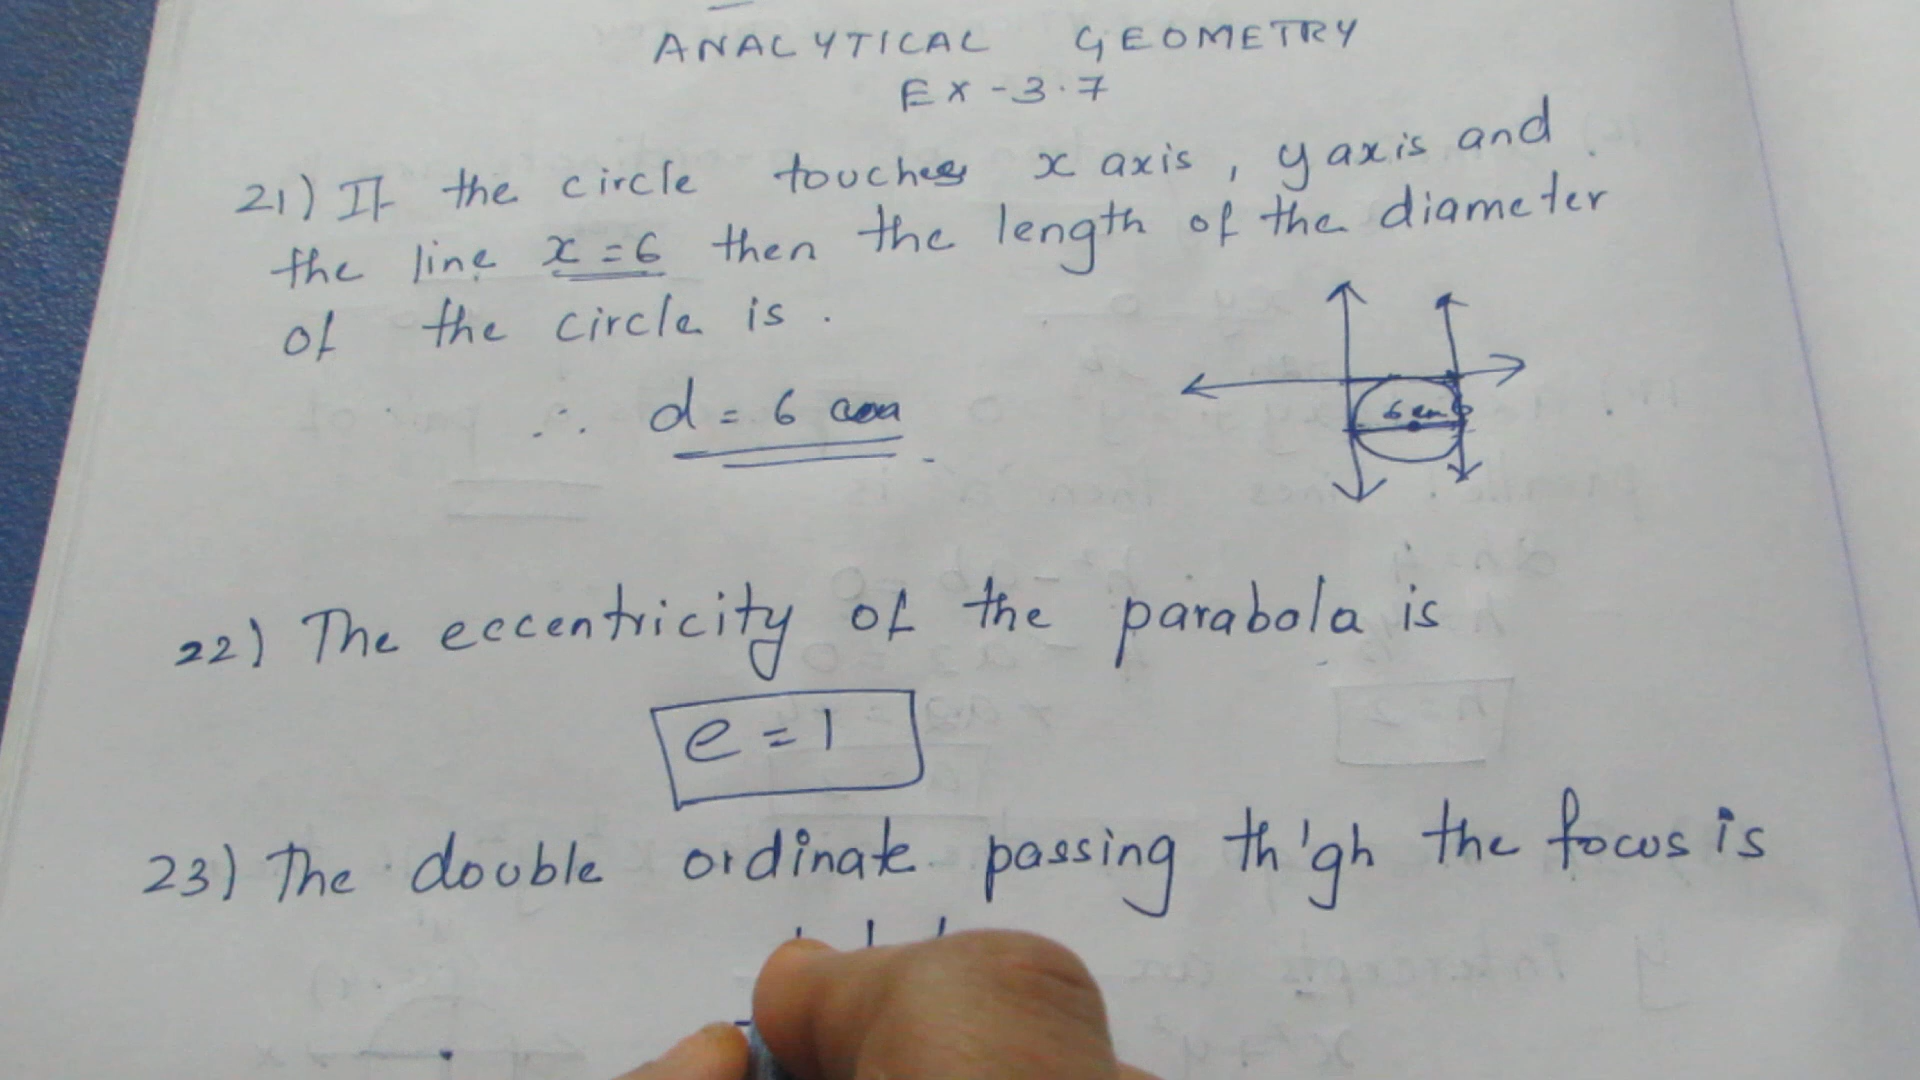 ANALYTICAL GEOMETRY
EX-3.7
21) If the circle touches x axis, y axis and
the line x=6 then the length of the diameter
of the circle is.
∴ d = 6
22) The eccentricity of the parabola is
e=1
23) The double ordinate passing th'gh the focus is